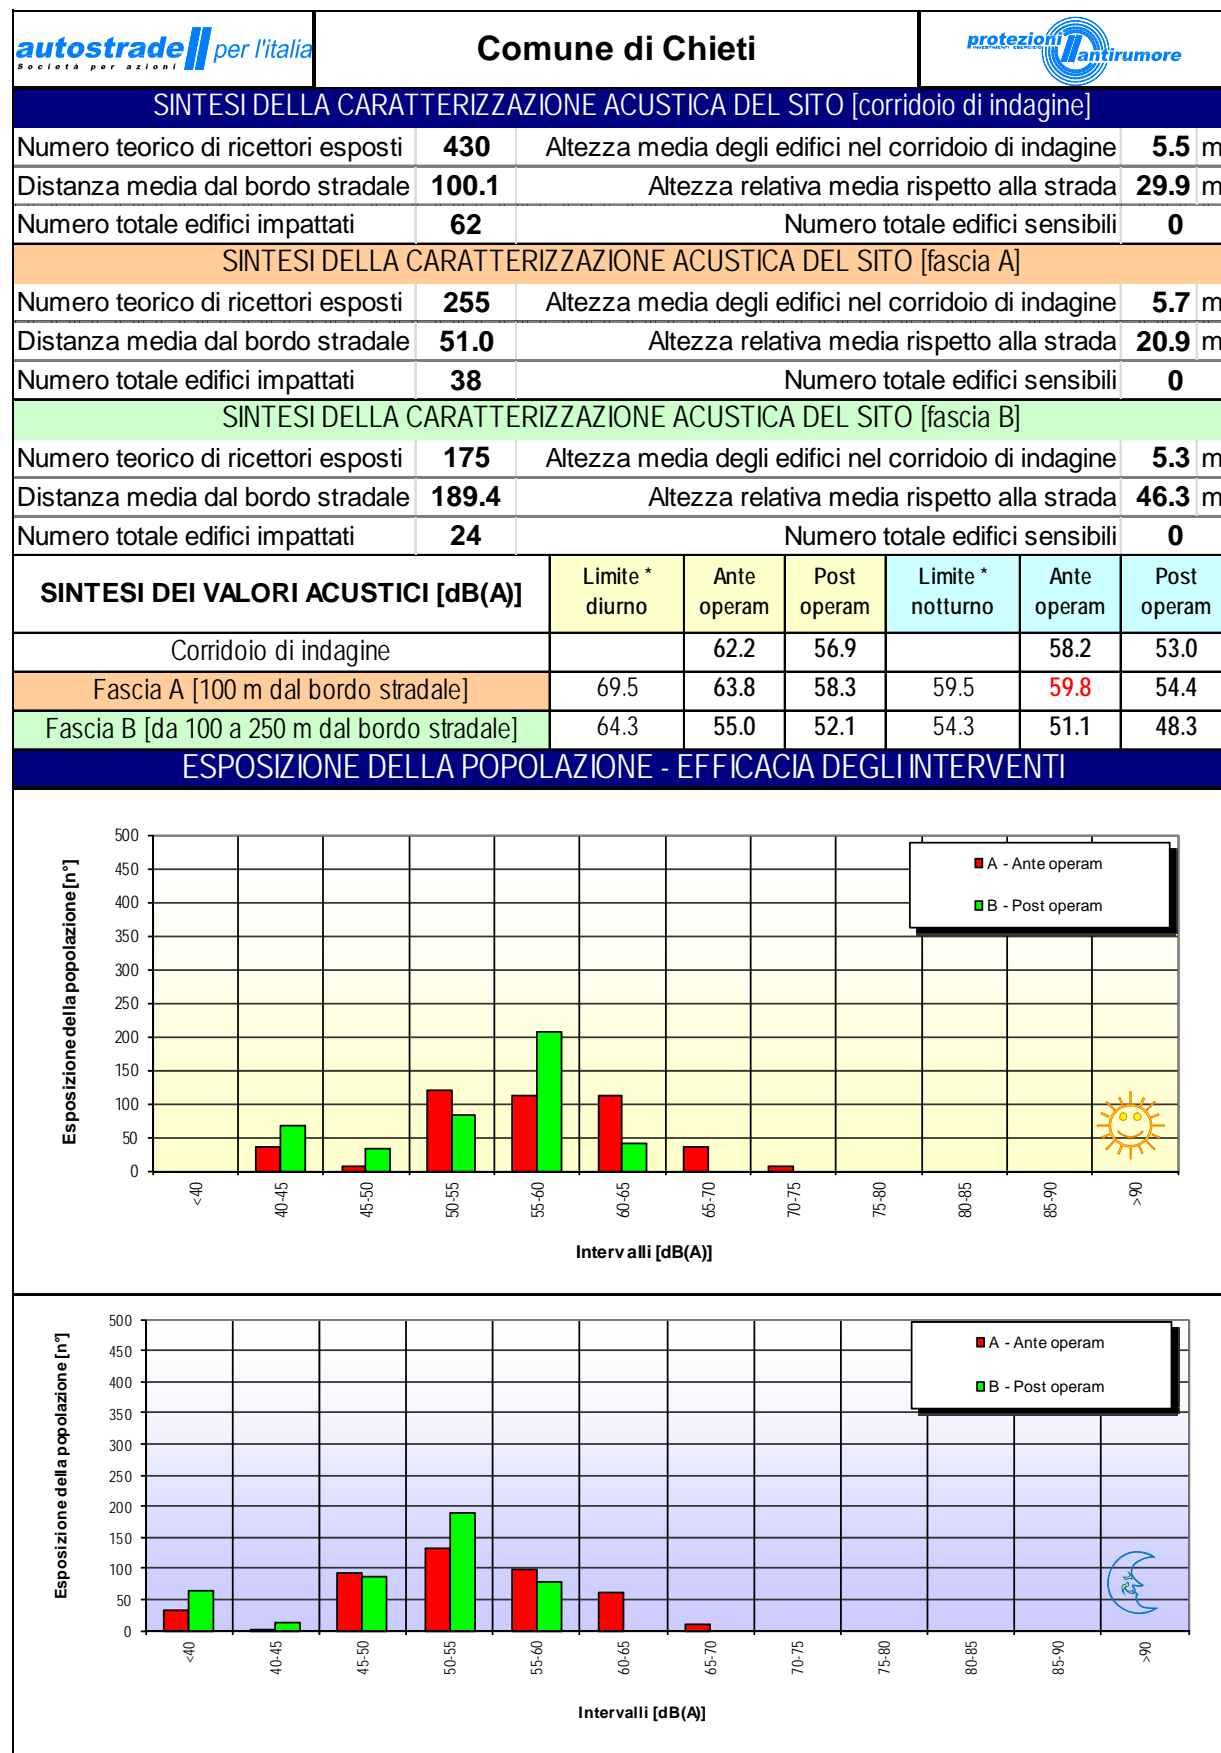 autostrade per l'italia
Società per azioni
Comune di Chieti
protezioni antirumore
SINTESI DELLA CARATTERIZZAZIONE ACUSTICA DEL SITO [corridoio di indagine]
Numero teorico di ricettori esposti 430 Altezza media degli edifici nel corridoio di indagine 5.5 m
Distanza media dal bordo stradale 100.1 Altezza relativa media rispetto alla strada 29.9 m
Numero totale edifici impattati 62 Numero totale edifici sensibili 0
SINTESI DELLA CARATTERIZZAZIONE ACUSTICA DEL SITO [fascia A]
Numero teorico di ricettori esposti 255 Altezza media degli edifici nel corridoio di indagine 5.7 m
Distanza media dal bordo stradale 51.0 Altezza relativa media rispetto alla strada 20.9 m
Numero totale edifici impattati 38 Numero totale edifici sensibili 0
SINTESI DELLA CARATTERIZZAZIONE ACUSTICA DEL SITO [fascia B]
Numero teorico di ricettori esposti 175 Altezza media degli edifici nel corridoio di indagine 5.3 m
Distanza media dal bordo stradale 189.4 Altezza relativa media rispetto alla strada 46.3 m
Numero totale edifici impattati 24 Numero totale edifici sensibili 0
SINTESI DEI VALORI ACUSTICI [dB(A)] Limite * diurno Ante operam Post operam Limite * notturno Ante operam Post operam
Corridoio di indagine 62.2 56.9 58.2 53.0
Fascia A [100 m dal bordo stradale] 69.5 63.8 58.3 59.5 59.8 54.4
Fascia B [da 100 a 250 m dal bordo stradale] 64.3 55.0 52.1 54.3 51.1 48.3
ESPOSIZIONE DELLA POPOLAZIONE - EFFICACIA DEGLI INTERVENTI
Esposizione della popolazione [n°]
500
450
400
350
300
250
200
150
100
50
0
A - Ante operam
B - Post operam
<40 40-45 45-50 50-55 55-60 60-65 65-70 70-75 75-80 80-85 85-90 >90
Intervalli [dB(A)]
Esposizione della popolazione [n°]
500
450
400
350
300
250
200
150
100
50
0
A - Ante operam
B - Post operam
<40 40-45 45-50 50-55 55-60 60-65 65-70 70-75 75-80 80-85 85-90 >90
Intervalli [dB(A)]